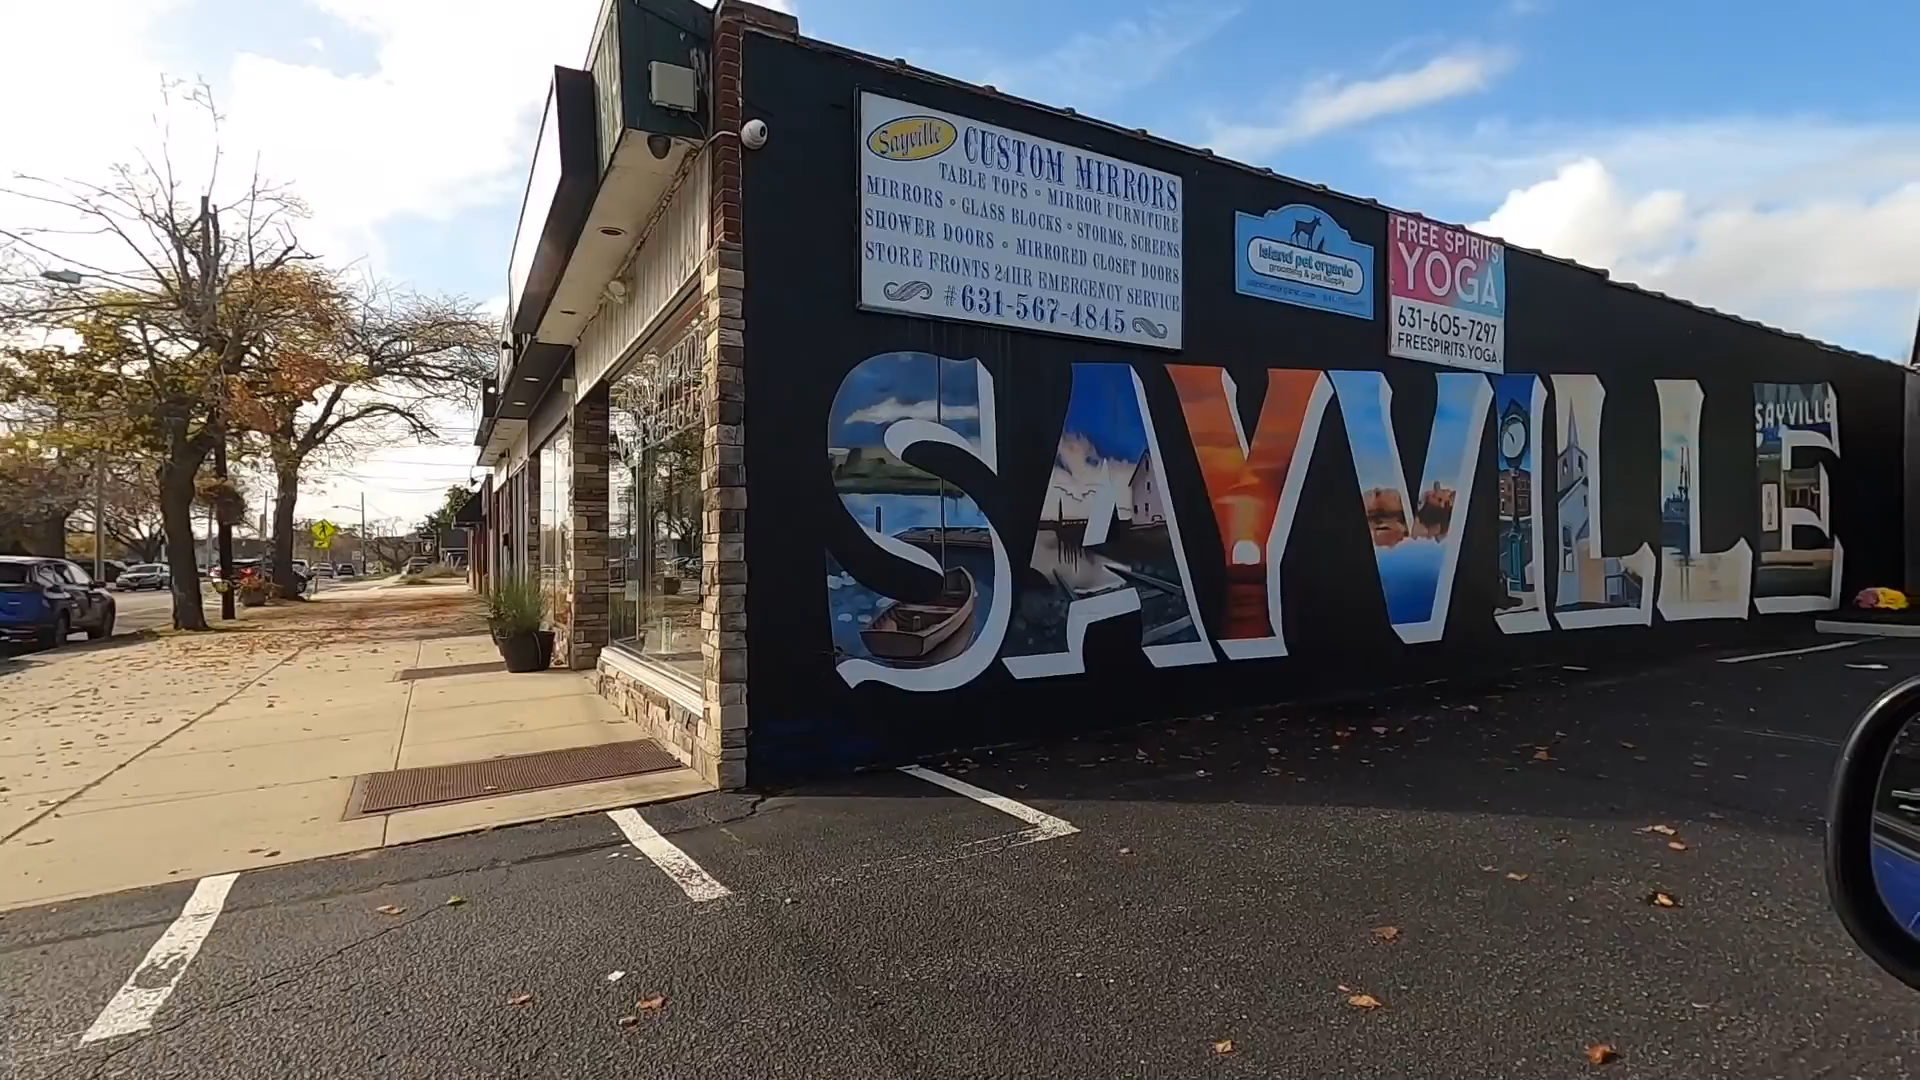 Sayville
CUSTOM MIRRORS
TABLE TOPS ◦ MIRROR FURNITURE
MIRRORS ◦ GLASS BLOCKS ◦ STORMS, SCREENS
SHOWER DOORS ◦ MIRRORED CLOSET DOORS
STORE FRONTS 24HR EMERGENCY SERVICE
#631-567-4845
Island pet organic
grooming & pet supply
FREE SPIRITS
YOGA
631-605-7297
FREESPIRITS.YOGA
SAYVILLE
SAYVILLE